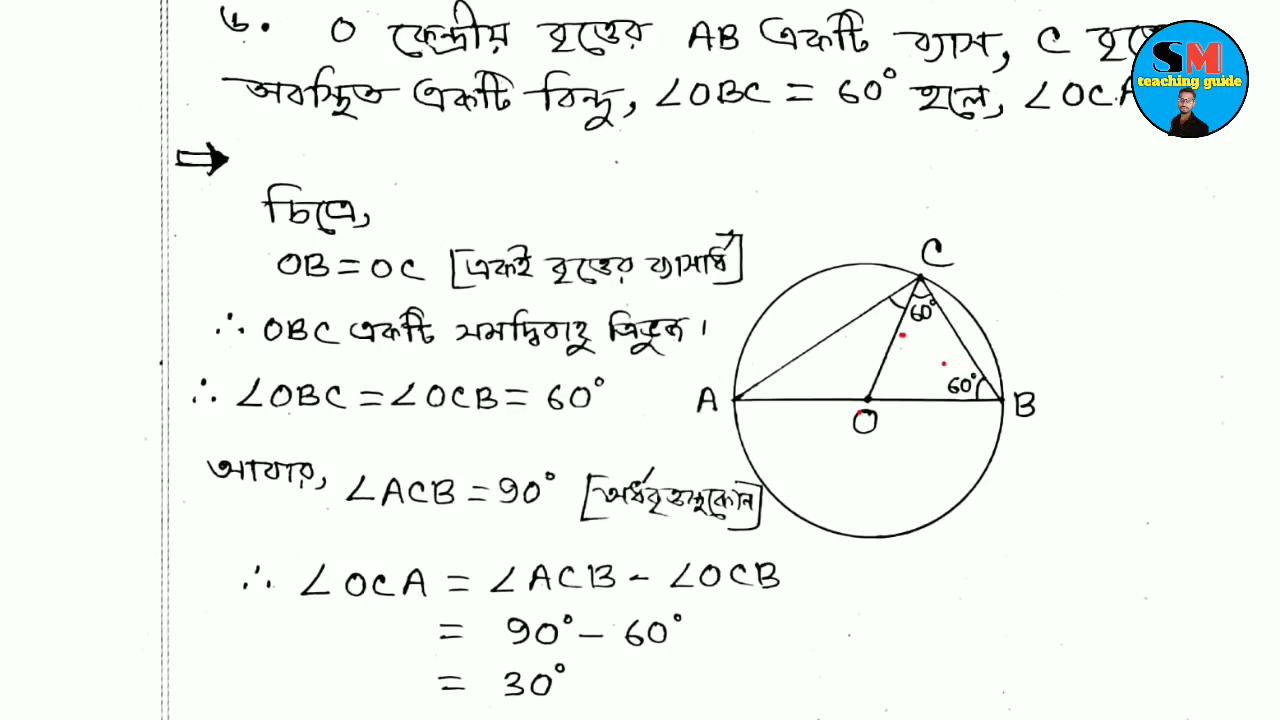 ৬. O কেন্দ্রীয় বৃত্তের AB একটি ব্যাস, C
SM
teaching guide
অবস্থিত একটি বিন্দু, ∠OBC = 60° হলে, ∠OCA
⇒
চিত্রে,
OB = OC [একই বৃত্তের ব্যাসার্ধ]
∴ OBC একটি সমদ্বিবাহু ত্রিভুজ।
∴ ∠OBC = ∠OCB = 60°
আবার, ∠ACB = 90° [অর্ধবৃত্তস্থকোন]
∴ ∠OCA = ∠ACB - ∠OCB
= 90° - 60°
= 30°
C
60°
60°
A
B
O